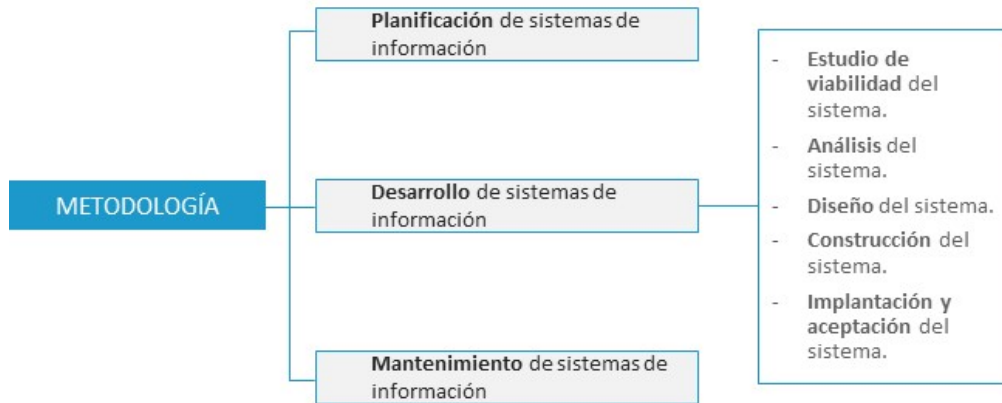 METODOLOGÍA
Planificación de sistemas de
información
Desarrollo de sistemas de
información
Mantenimiento de sistemas de
información
- Estudio de
viabilidad del
sistema.
- Análisis del
sistema.
- Diseño del sistema.
- Construcción del
sistema.
- Implantación y
aceptación del
sistema.